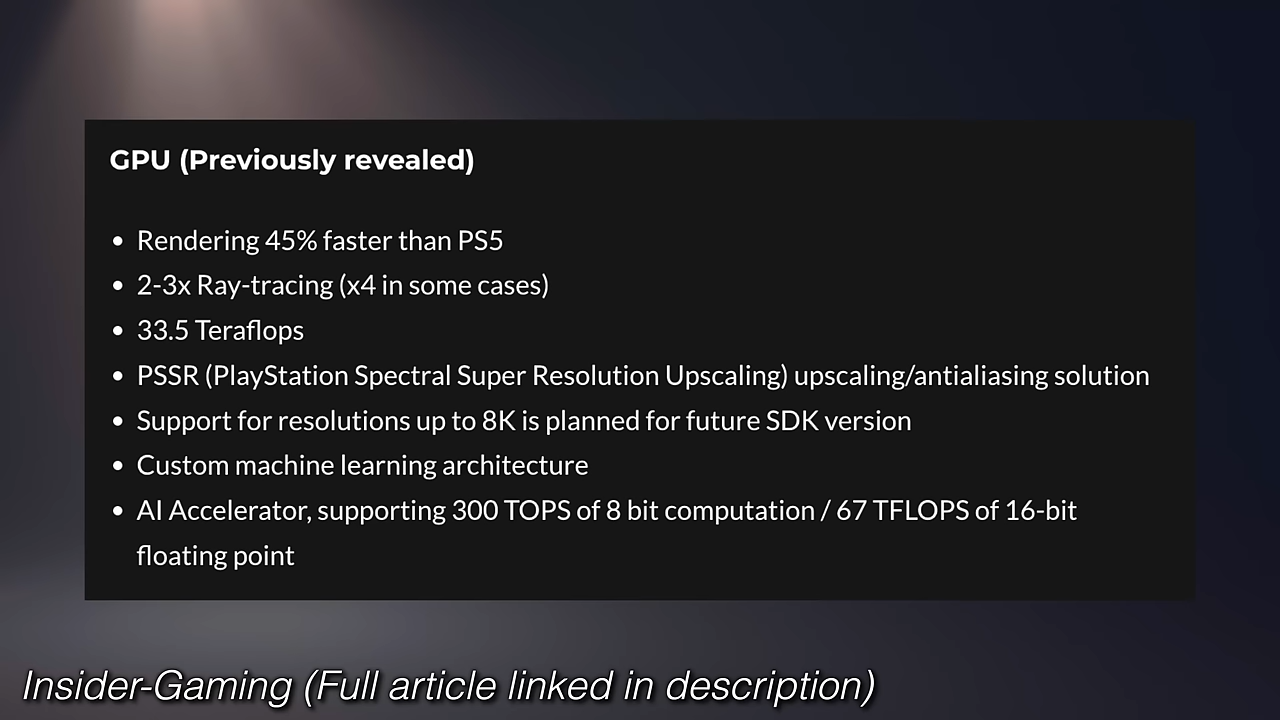 GPU (Previously revealed)
• Rendering 45% faster than PS5
• 2-3x Ray-tracing (x4 in some cases)
• 33.5 Teraflops
• PSSR (PlayStation Spectral Super Resolution Upscaling) upscaling/antialiasing solution
• Support for resolutions up to 8K is planned for future SDK version
• Custom machine learning architecture
• AI Accelerator, supporting 300 TOPS of 8 bit computation / 67 TFLOPS of 16-bit
floating point
Insider-Gaming (Full article linked in description)